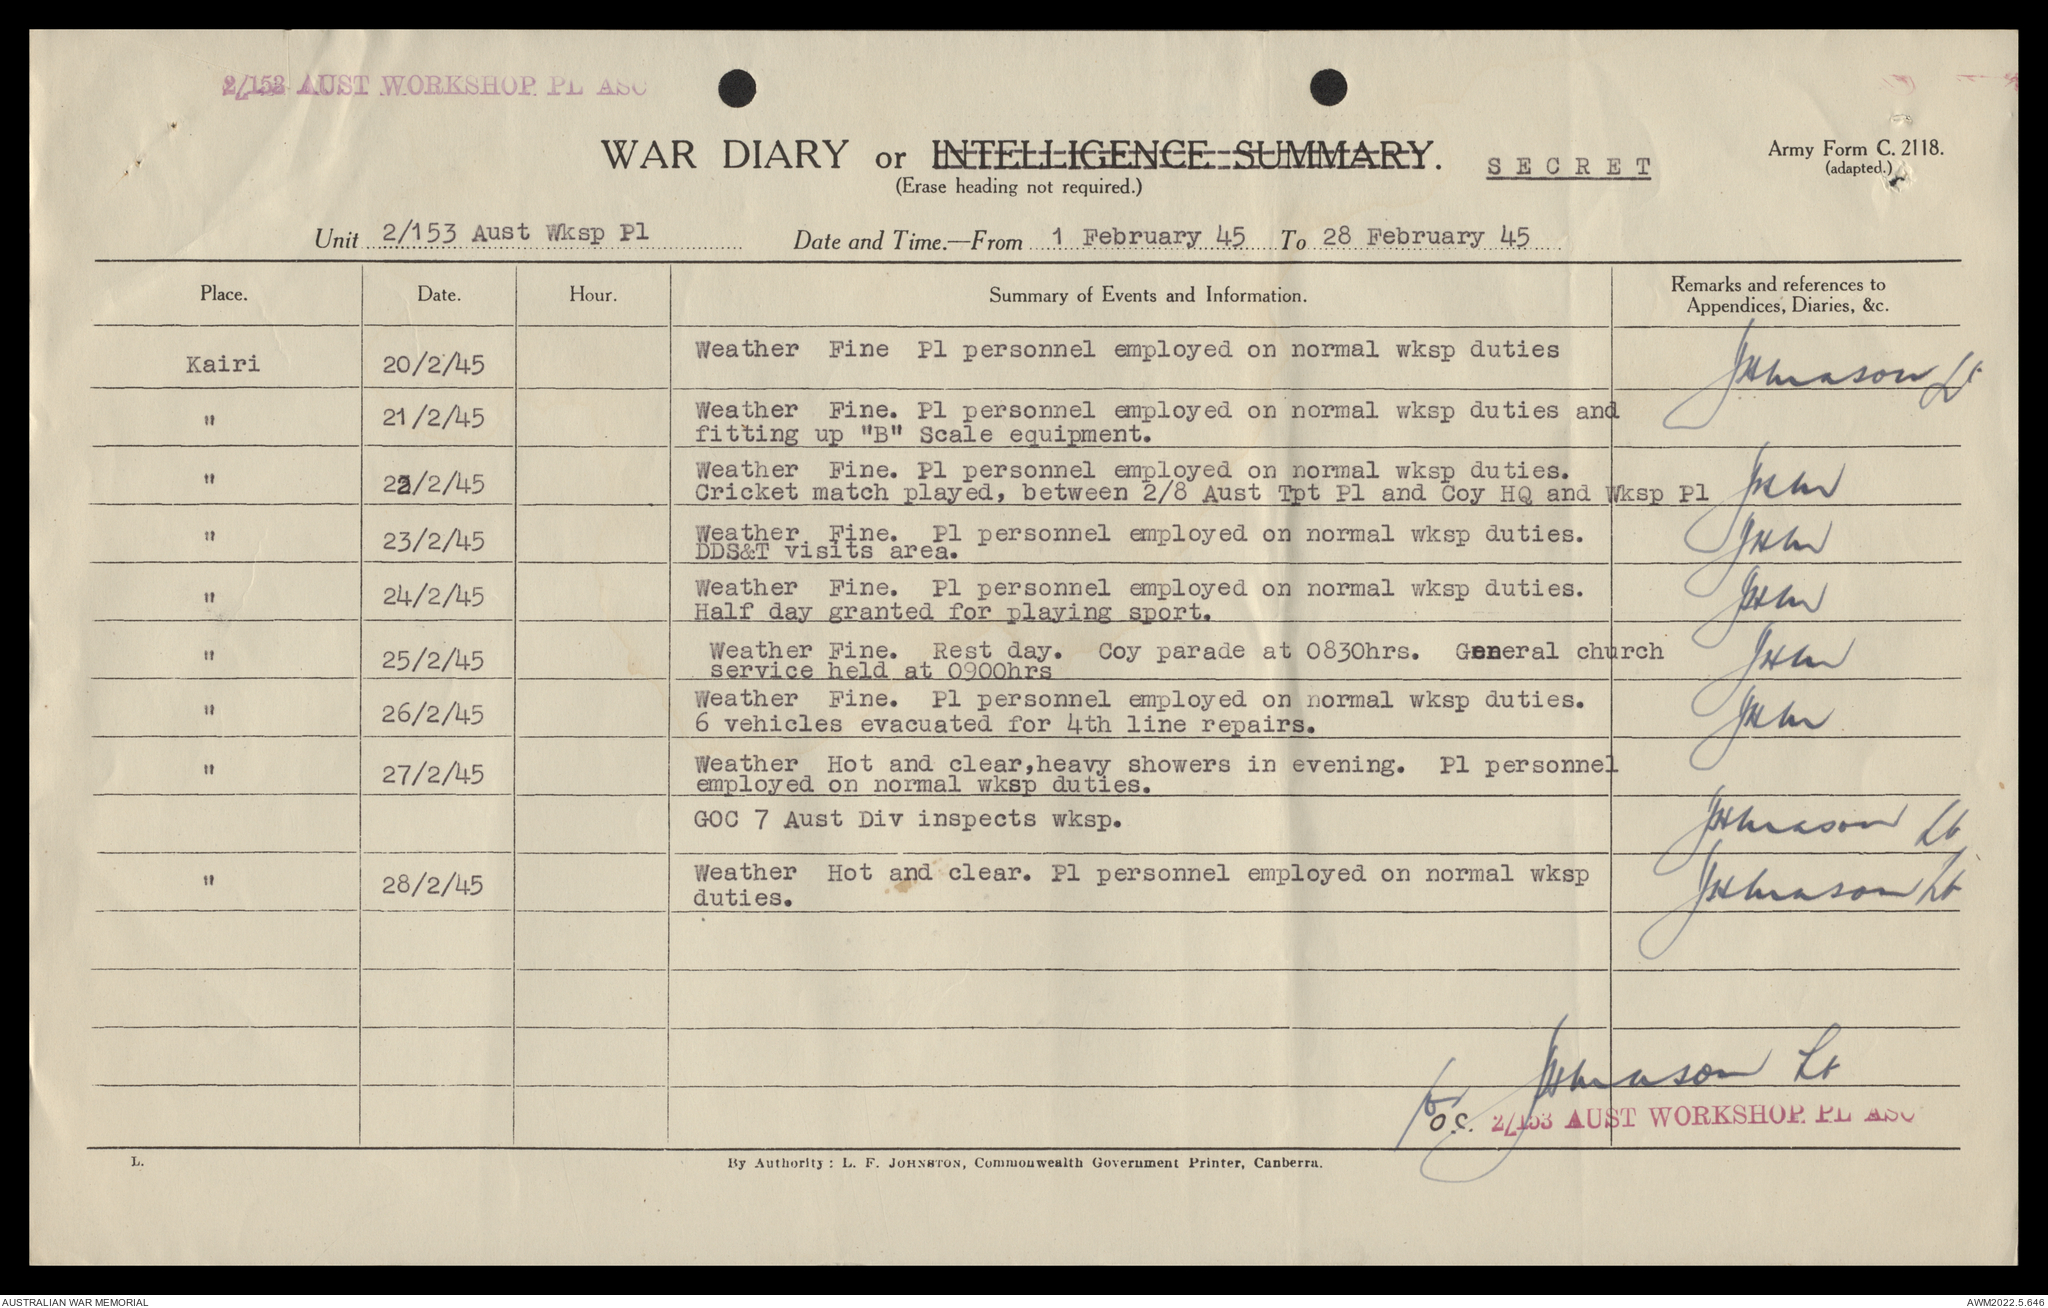 2/153 AUST WORKSHOP PL ASC
WAR DIARY or INTELLIGENCE SUMMARY.
SECRET
Army Form C. 2118.
(adapted.)
(Erase heading not required.)
Unit 2/153 Aust Wksp Pl Date and Time.—From 1 February 45 To 28 February 45
Place. Date. Hour. Summary of Events and Information. Remarks and references to
Appendices, Diaries, &c.
Kairi 20/2/45 Weather Fine Pl personnel employed on normal wksp duties Lt
" 21/2/45 Weather Fine. Pl personnel employed on normal wksp duties and
fitting up "B" Scale equipment.
" 22/2/45 Weather Fine. Pl personnel employed on normal wksp duties.
Cricket match played, between 2/8 Aust Tpt Pl and Coy HQ and Wksp Pl
" 23/2/45 Weather Fine. Pl personnel employed on normal wksp duties.
DDS&T visits area.
" 24/2/45 Weather Fine. Pl personnel employed on normal wksp duties.
Half day granted for playing sport.
" 25/2/45 Weather Fine. Rest day. Coy parade at 0830hrs. General church
service held at 0900hrs
" 26/2/45 Weather Fine. Pl personnel employed on normal wksp duties.
6 vehicles evacuated for 4th line repairs.
" 27/2/45 Weather Hot and clear,heavy showers in evening. Pl personnel
employed on normal wksp duties.
GOC 7 Aust Div inspects wksp. Lt
" 28/2/45 Weather Hot and clear. Pl personnel employed on normal wksp Lt
duties.
Lt
OC. 2/153 AUST WORKSHOP PL ASC
L. By Authority: L. F. JOHNSTON, Commonwealth Government Printer, Canberra.
AUSTRALIAN WAR MEMORIAL AWM2022.5.646